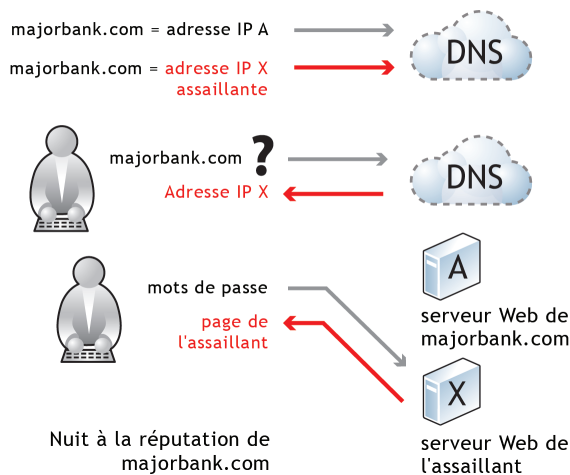 majorbank.com = adresse IP A
DNS
majorbank.com = adresse IP X
assaillante
majorbank.com ?
DNS
Adresse IP X
A
mots de passe
serveur Web de
majorbank.com
page de
l'assaillant
X
Nuit à la réputation de
majorbank.com
serveur Web de
l'assaillant